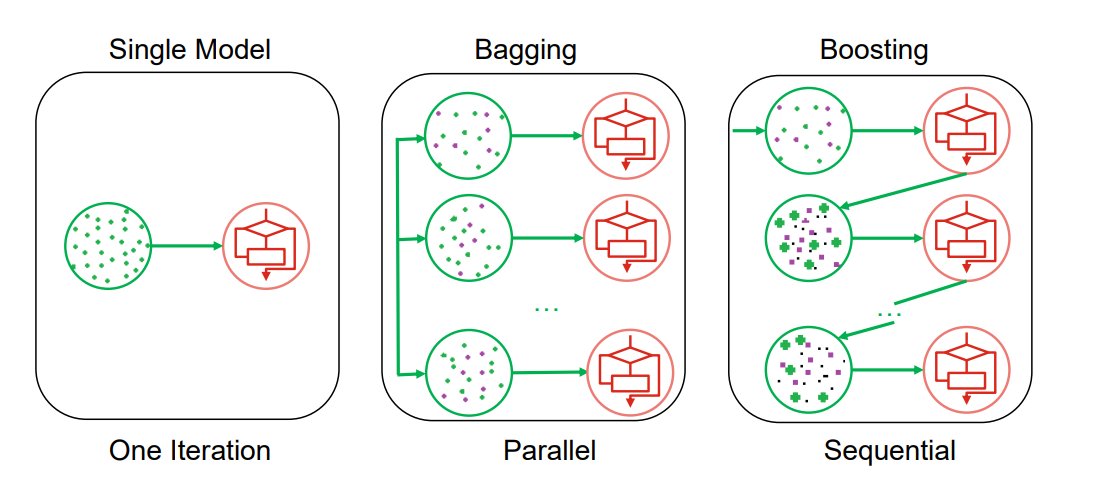 Single Model
Bagging
Boosting
...
...
One Iteration
Parallel
Sequential